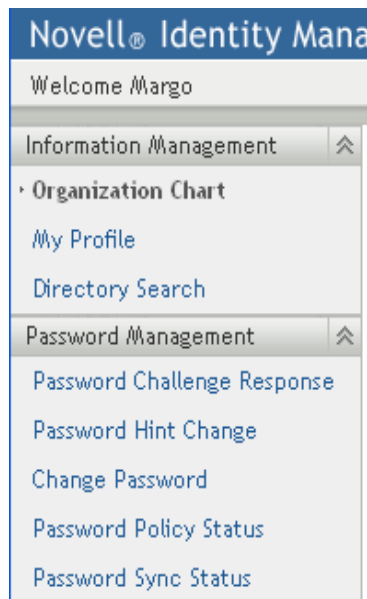 Novell® Identity Mana
Welcome Margo
Information Management
Organization Chart
My Profile
Directory Search
Password Management
Password Challenge Response
Password Hint Change
Change Password
Password Policy Status
Password Sync Status